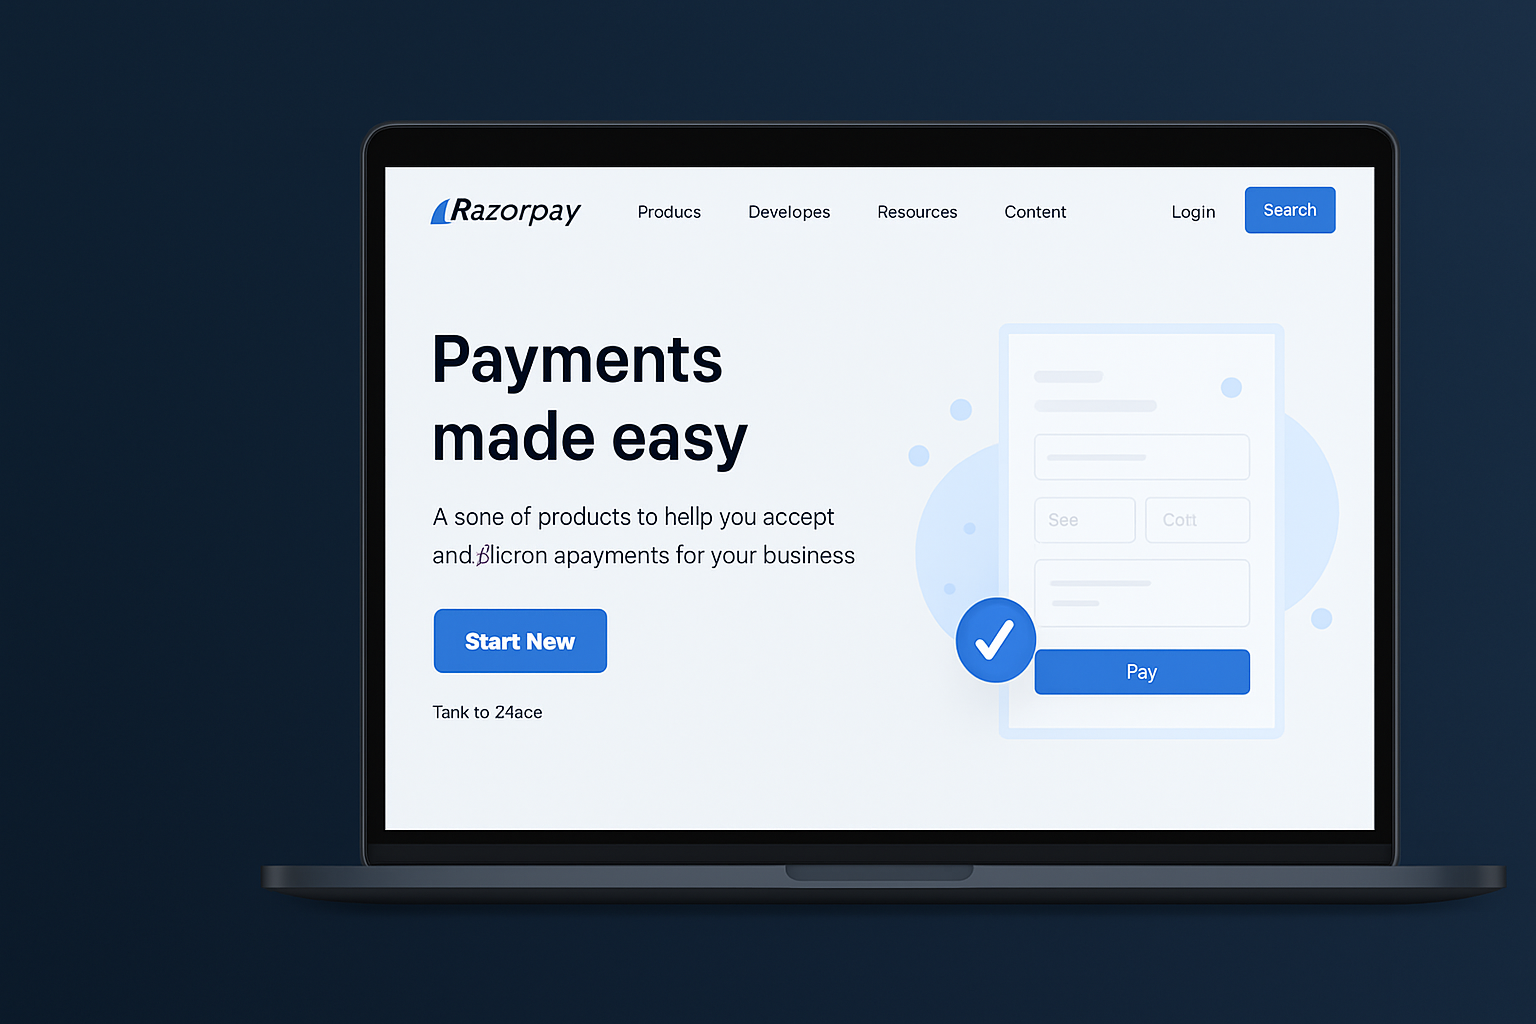 Razorpay
Producs
Developes
Resources
Content
Login
Search
Payments
made easy
A sone of products to hellp you accept
and licron apayments for your business
Start New
Tank to 24ace
See
Cott
Pay